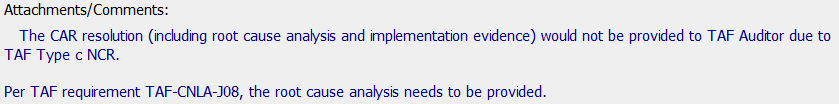 Attachments/Comments:
The CAR resolution (including root cause analysis and implementation evidence) would not be provided to TAF Auditor due to
TAF Type c NCR.
Per TAF requirement TAF-CNLA-J08, the root cause analysis needs to be provided.